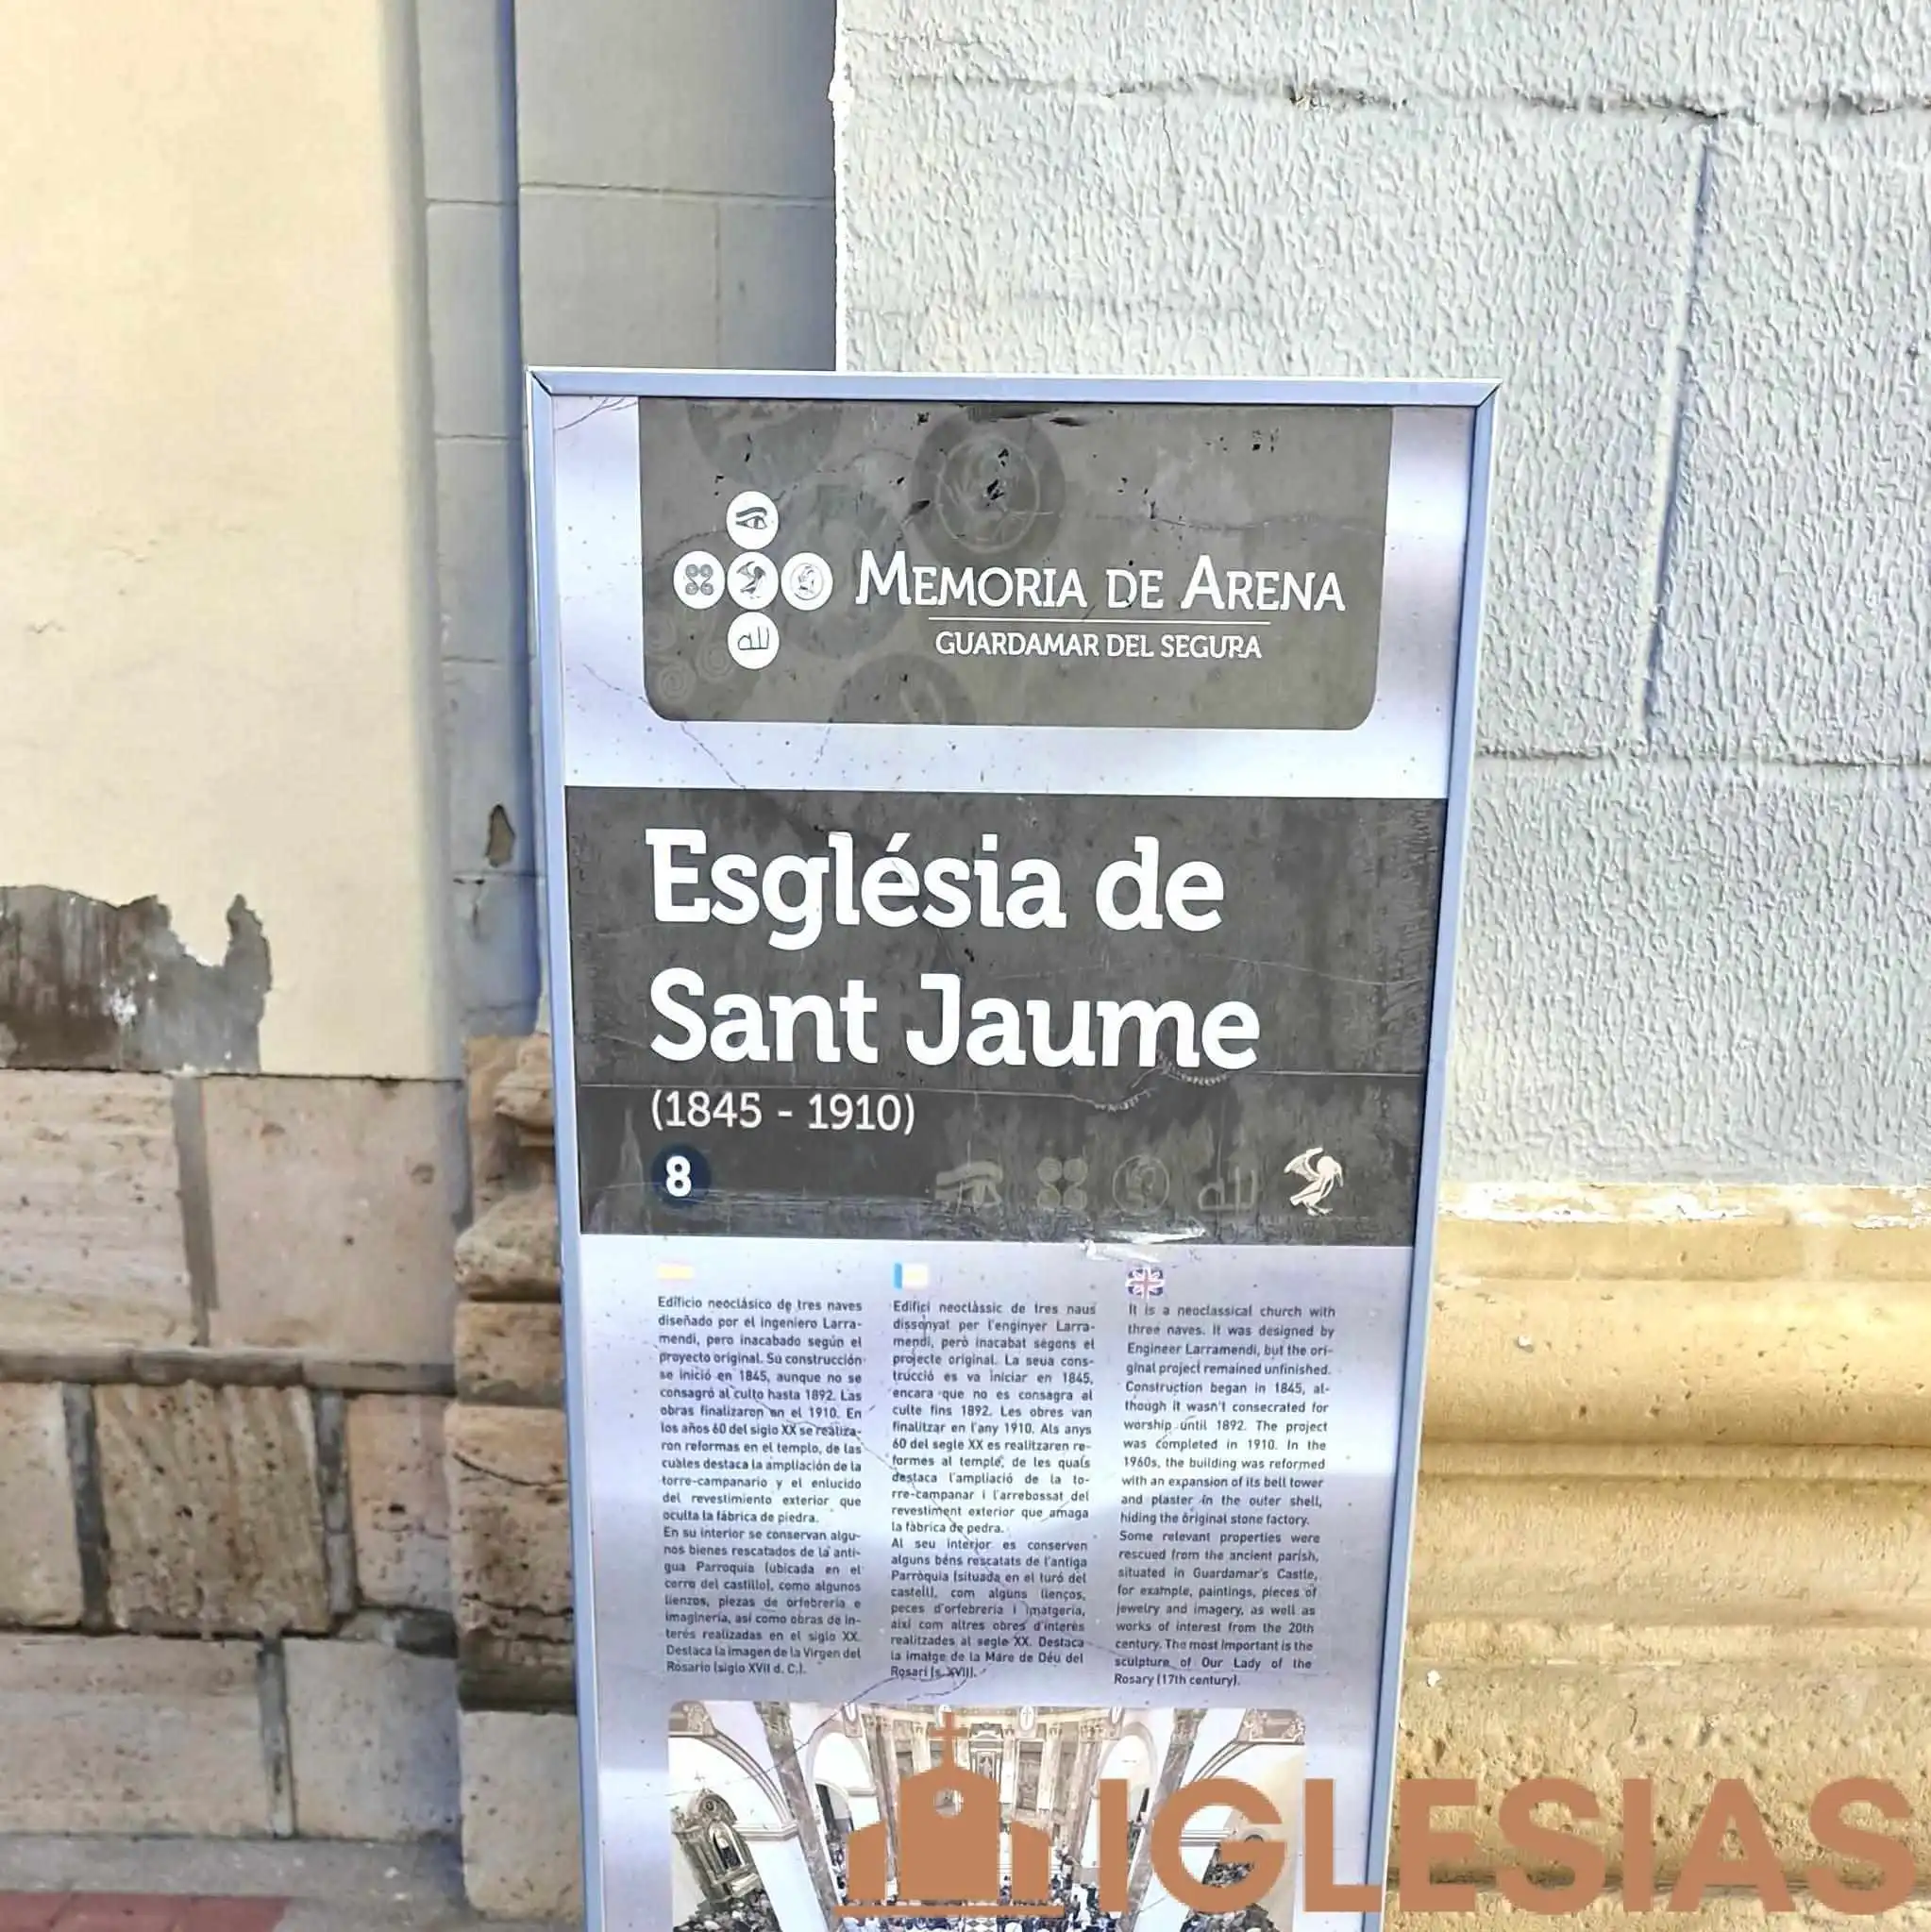 MEMORIA DE ARENA
GUARDAMAR DEL SEGURA
Església de
Sant Jaume
(1845 - 1910)
8
Edificio neoclásico de tres naves
diseñado por el ingeniero Larra-
mendi, pero inacabado según el
proyecto original. Su construcción
se inició en 1845, aunque no se
consagró al culto hasta 1892. Las
obras finalizaron en el 1910. En
los años 60 del siglo XX se realiza-
ron reformas en el templo, de las
cuales destaca la ampliación de la
torre-campanario y el enlucido
del revestimiento exterior que
oculta la fábrica de piedra.
En su interior se conservan algu-
nos bienes rescatados de la anti-
gua Parroquia (ubicada en el
cerro del castillo), como algunos
lienzos, piezas de orfebrería e
imaginería, así como obras de in-
terés realizadas en el siglo XX.
Destaca la imagen de la Virgen del
Rosario (siglo XVII d. C.).
Edifici neoclàssic de tres naus
dissenyat per l'enginyer Larra-
mendi, però inacabat segons el
projecte original. La seua cons-
trucció es va iniciar en 1845,
encara que no es consagra al
culte fins 1892. Les obres van
finalitzar en l'any 1910. Als anys
60 del segle XX es realitzaren re-
formes al temple, de les quals
destaca l'ampliació de la to-
rre-campanar i l'arrebossat del
revestiment exterior que amaga
la fàbrica de pedra.
Al seu interior es conserven
alguns béns rescatats de l'antiga
Parròquia (situada en el turó del
castell), com alguns llenços,
peces d'orfebreria i imatgeria,
així com altres obres d'interès
realitzades al segle XX. Destaca
la imatge de la Mare de Déu del
Rosari (s. XVII).
It is a neoclassical church with
three naves. It was designed by
Engineer Larramendi, but the ori-
ginal project remained unfinished.
Construction began in 1845, al-
though it wasn't consecrated for
worship until 1892. The project
was completed in 1910. In the
1960s, the building was reformed
with an expansion of its bell tower
and plaster in the outer shell,
hiding the original stone factory.
Some relevant properties were
rescued from the ancient parish,
situated in Guardamar's Castle,
for example, paintings, pieces of
jewelry and imagery, as well as
works of interest from the 20th
century. The most important is the
sculpture of Our Lady of the
Rosary (17th century).
IGLESIAS